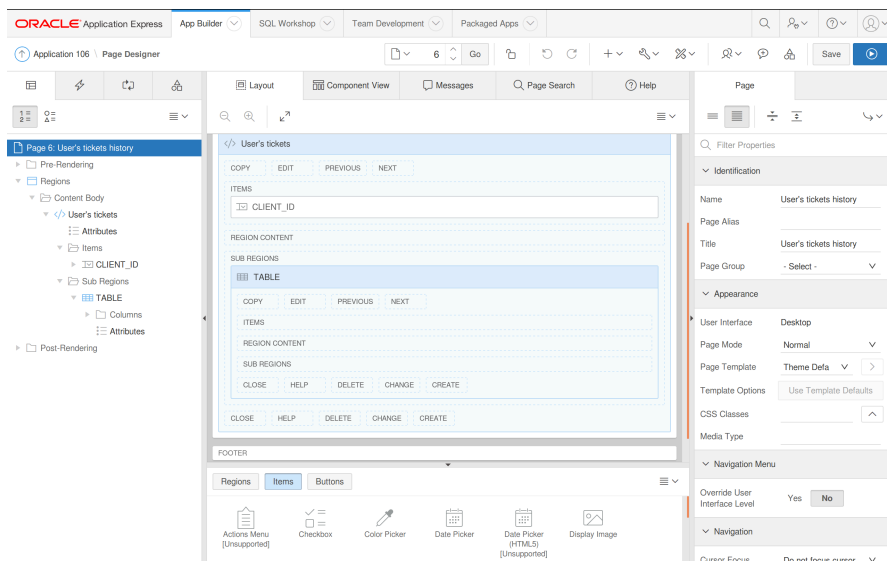 ORACLE Application Express
App Builder
SQL Workshop
Team Development
Packaged Apps
Application 106 \ Page Designer
6
Go
Save
Layout
Component View
Messages
Page Search
Help
Page
Page 6: User's tickets history
Pre-Rendering
Regions
Content Body
User's tickets
Attributes
Items
CLIENT_ID
Sub Regions
TABLE
Columns
Attributes
Post-Rendering
User's tickets
COPY EDIT PREVIOUS NEXT
ITEMS
CLIENT_ID
REGION CONTENT
SUB REGIONS
TABLE
COPY EDIT PREVIOUS NEXT
ITEMS
REGION CONTENT
SUB REGIONS
CLOSE HELP DELETE CHANGE CREATE
CLOSE HELP DELETE CHANGE CREATE
FOOTER
Regions Items Buttons
Actions Menu
[Unsupported]
Checkbox
Color Picker
Date Picker
Date Picker
(HTML5)
[Unsupported]
Display Image
Filter Properties
Identification
Name User's tickets history
Page Alias
Title User's tickets history
Page Group - Select -
Appearance
User Interface Desktop
Page Mode Normal
Page Template Theme Defa
Template Options Use Template Defaults
CSS Classes
Media Type
Navigation Menu
Override User
Interface Level
Yes No
Navigation
Cursor Focus Do not focus cursor